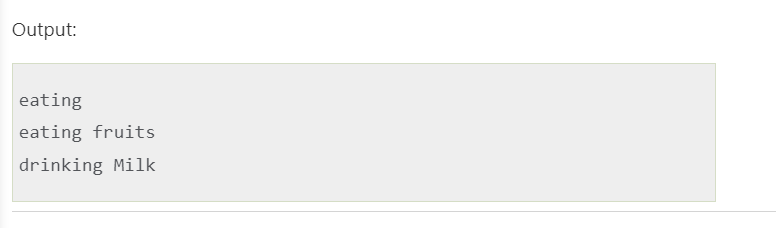 Output:
eating
eating fruits
drinking Milk